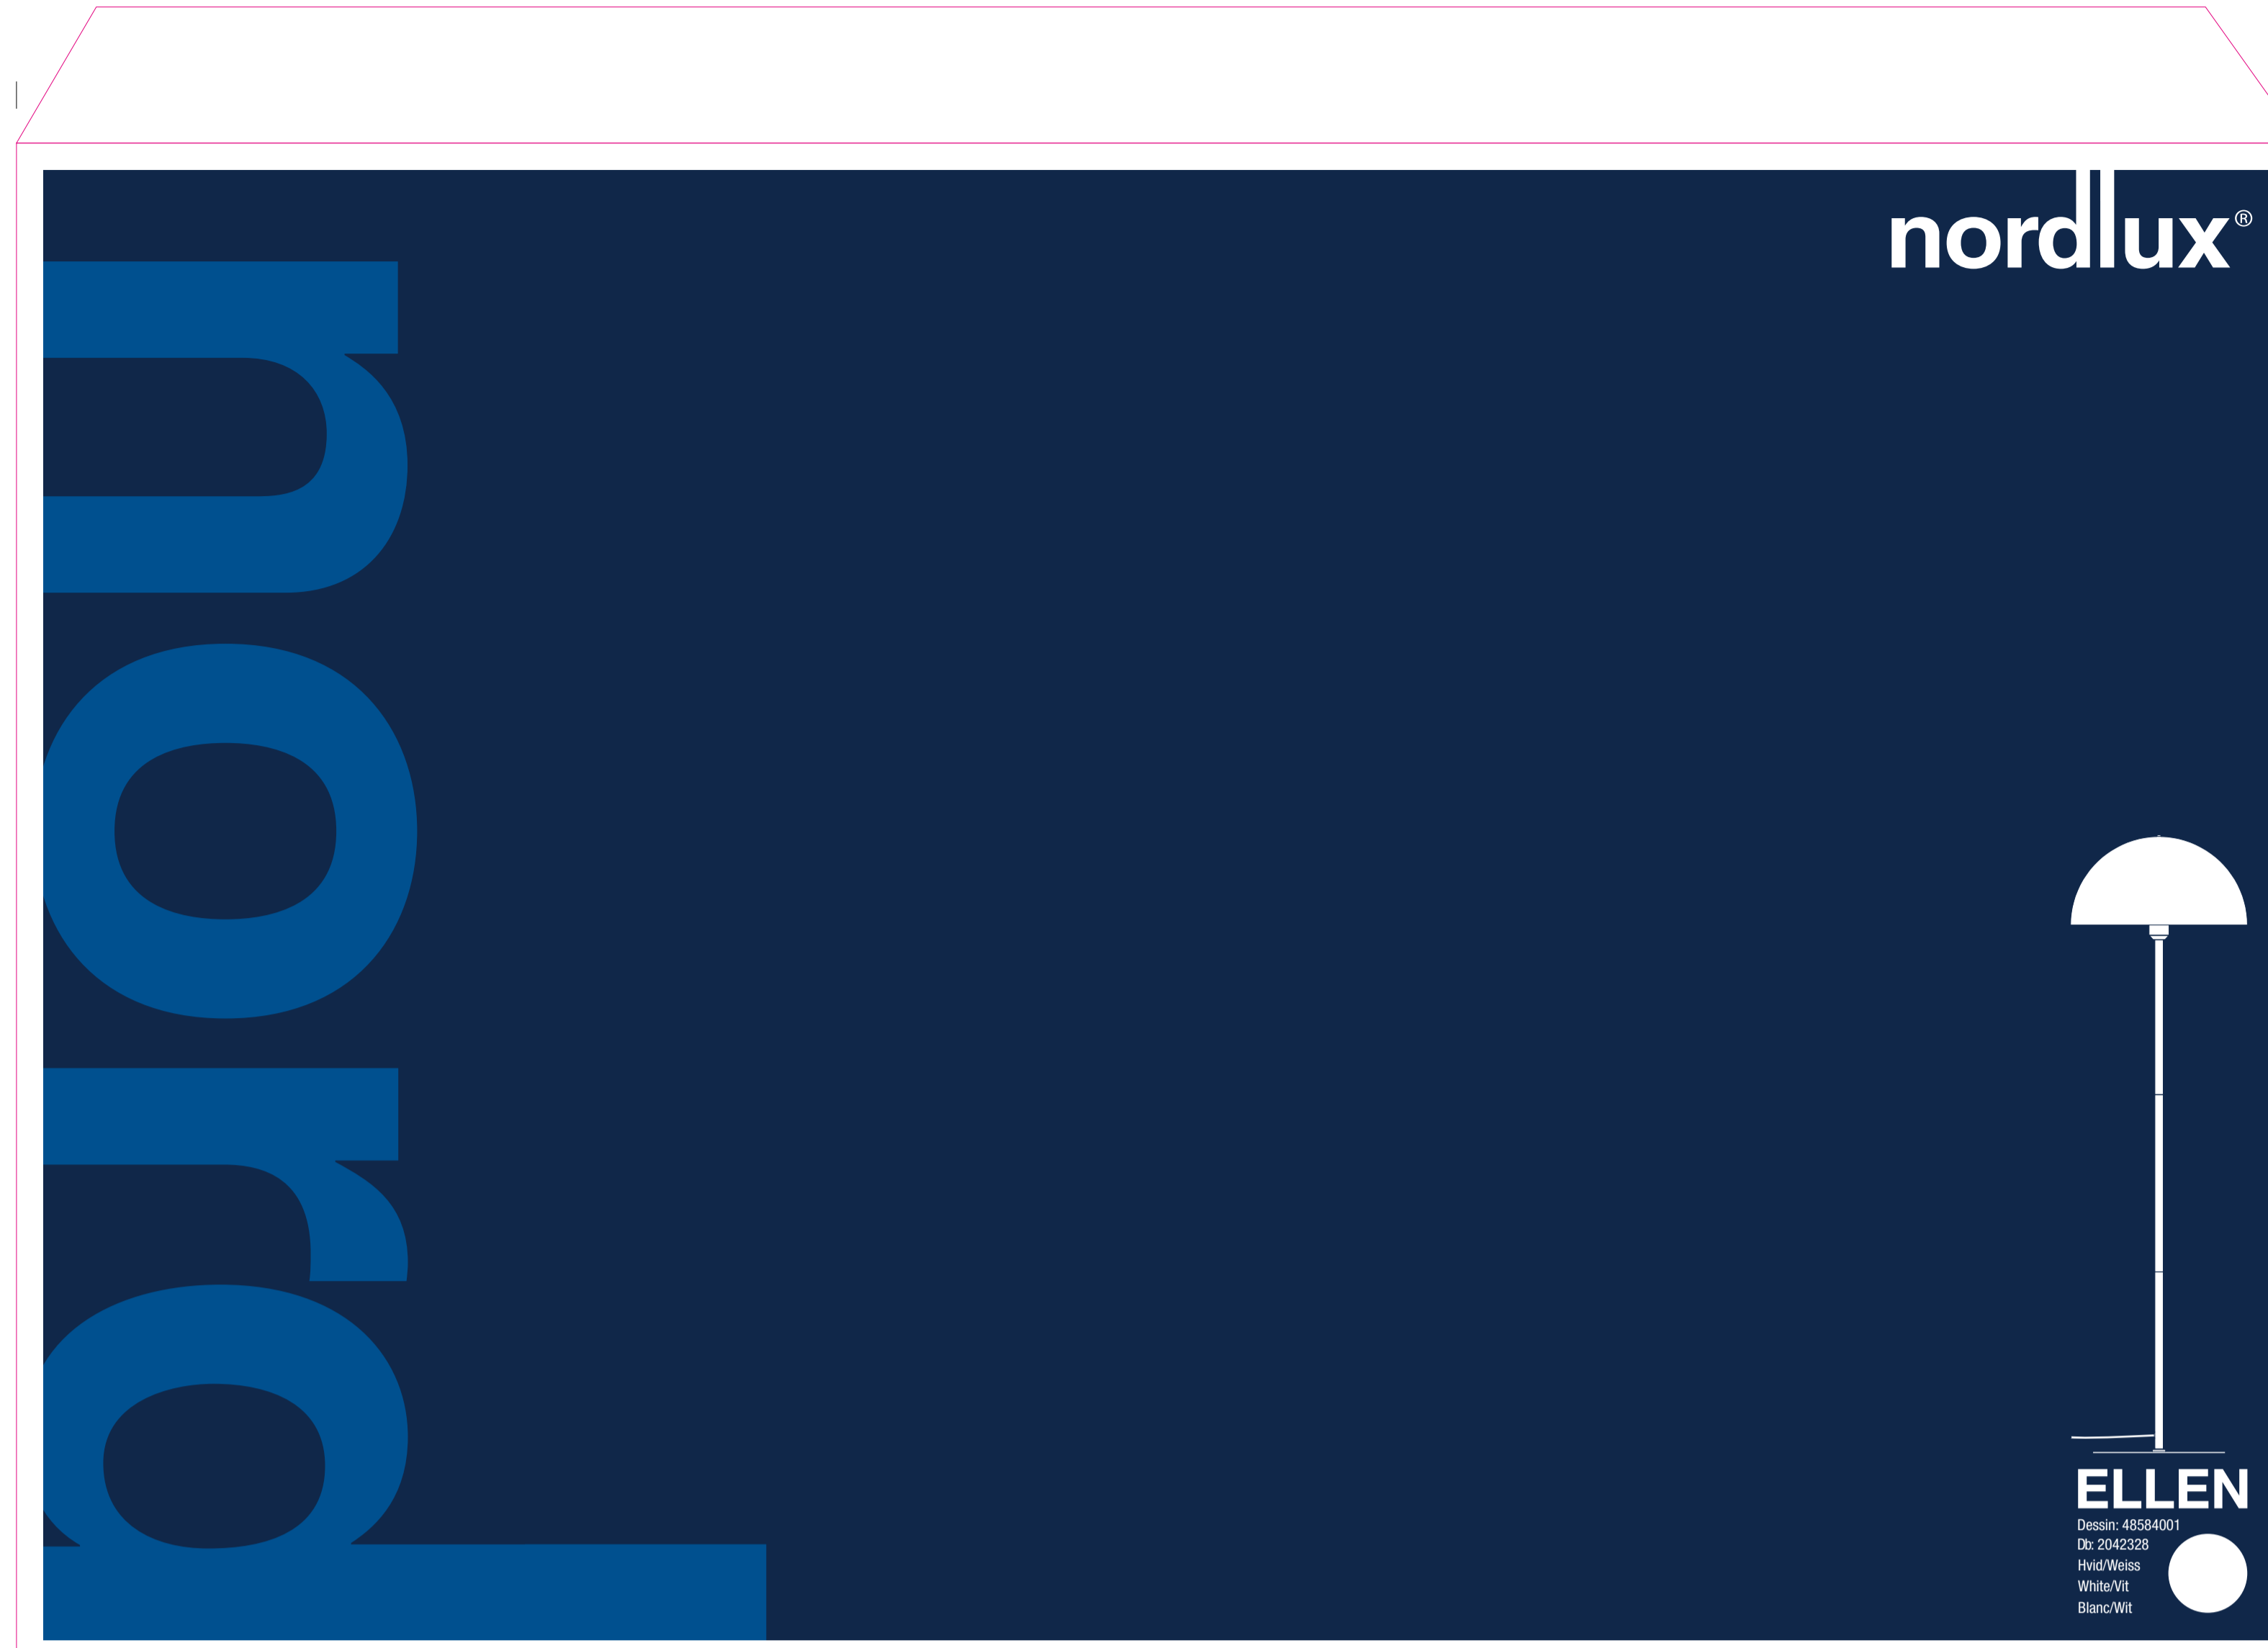 nordlux®
nord
ELLEN
Dessin: 48584001
Db: 2042328
Hvid/Weiss
White/Vit
Blanc/Wit